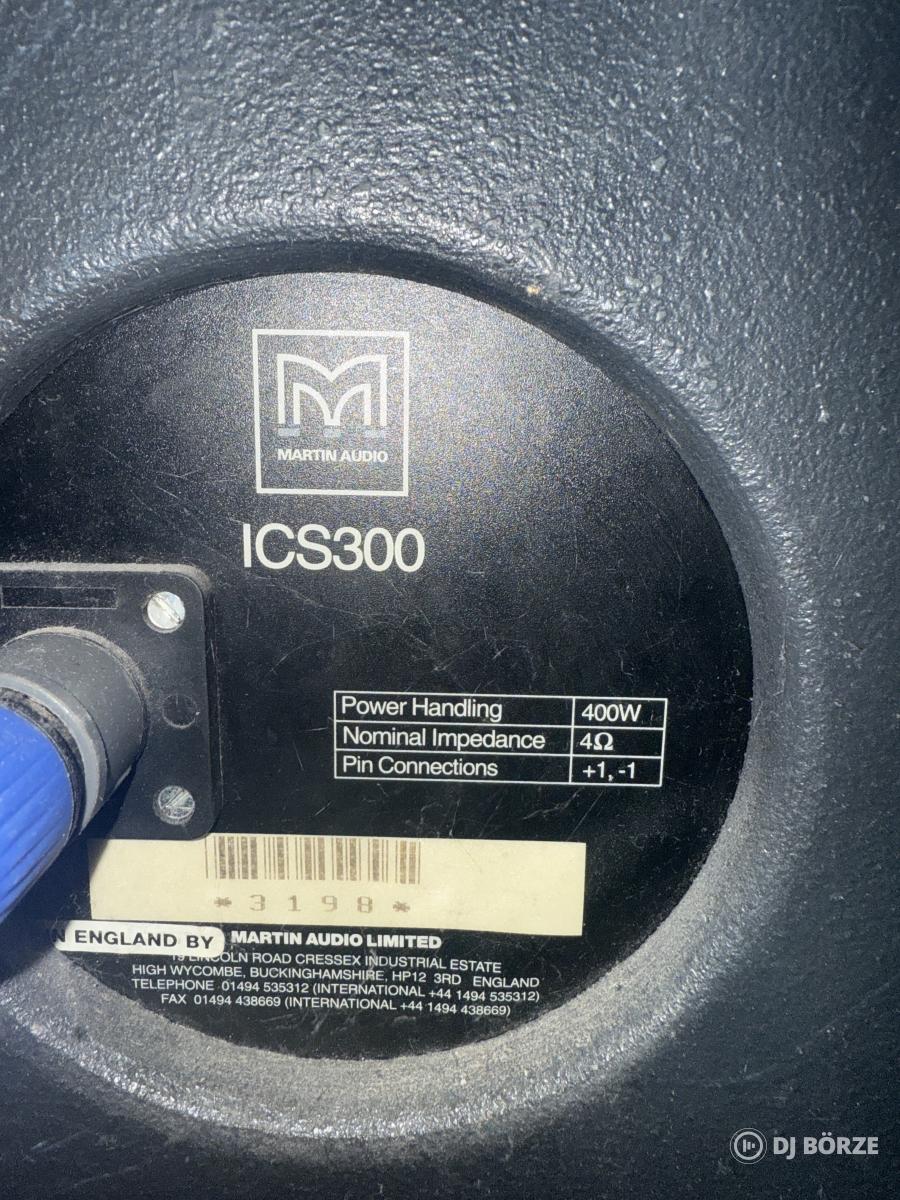 MARTIN AUDIO
ICS300
Power Handling 400W
Nominal Impedance 4Ω
Pin Connections +1, -1
*3198*
N ENGLAND BY MARTIN AUDIO LIMITED
19 LINCOLN ROAD CRESSEX INDUSTRIAL ESTATE
HIGH WYCOMBE, BUCKINGHAMSHIRE, HP12 3RD ENGLAND
TELEPHONE 01494 535312 (INTERNATIONAL +44 1494 535312)
FAX 01494 438669 (INTERNATIONAL +44 1494 438669)
DJ BÖRZE